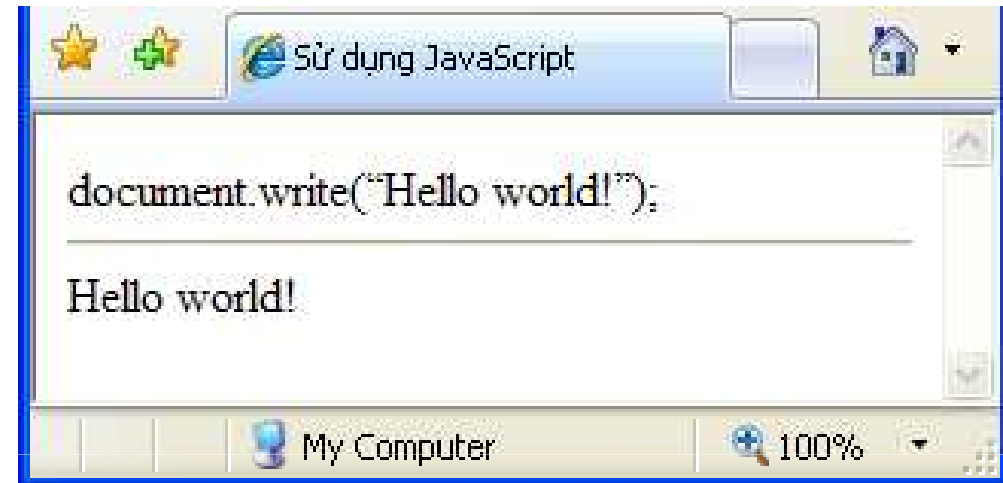 Sử dụng JavaScript
document.write(“Hello world!”);
Hello world!
My Computer
100%